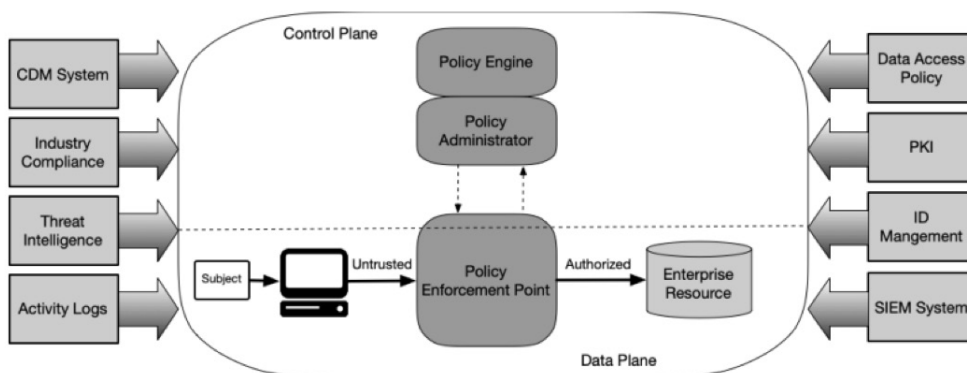 Control Plane
CDM System
Industry
Compliance
Threat
Intelligence
Activity Logs
Policy Engine
Policy
Administrator
Subject
Untrusted
Policy
Enforcement Point
Authorized
Enterprise
Resource
Data Plane
Data Access
Policy
PKI
ID
Mangement
SIEM System